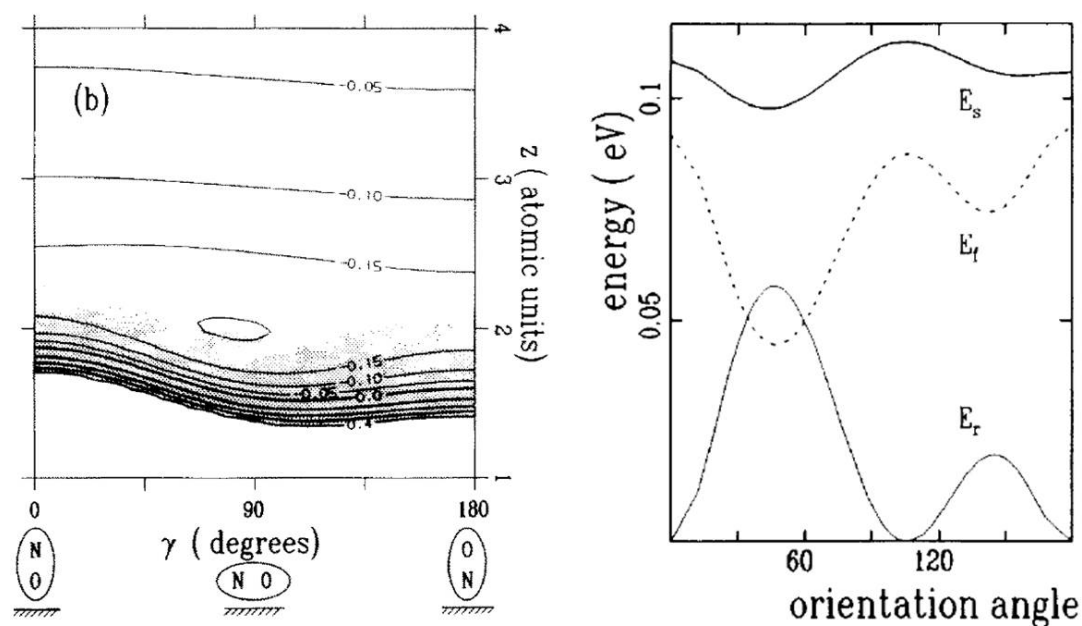 (b)
-0.05
-0.10
-0.15
-0.15
-0.10
-0.05
0.0
0.4
4
3
2
1
z ( atomic units)
0
90
180
γ ( degrees)
N
O
N O
O
N
energy ( eV)
0.1
0.05
E_s
E_f
E_r
60
120
orientation angle